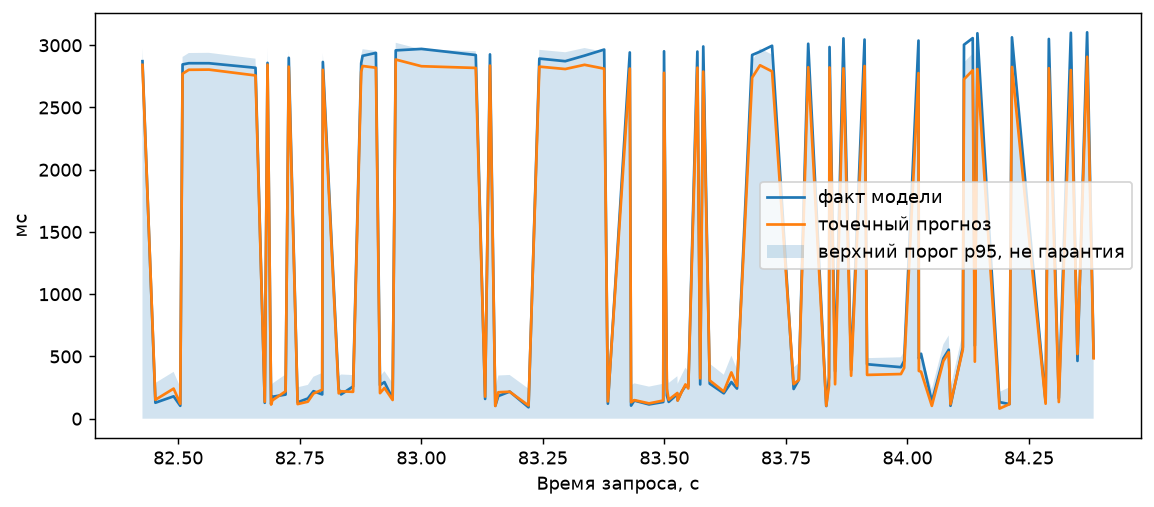 3000
2500
2000
1500
1000
500
0
мс
факт модели
точечный прогноз
верхний порог p95, не гарантия
82.50 82.75 83.00 83.25 83.50 83.75 84.00 84.25
Время запроса, с